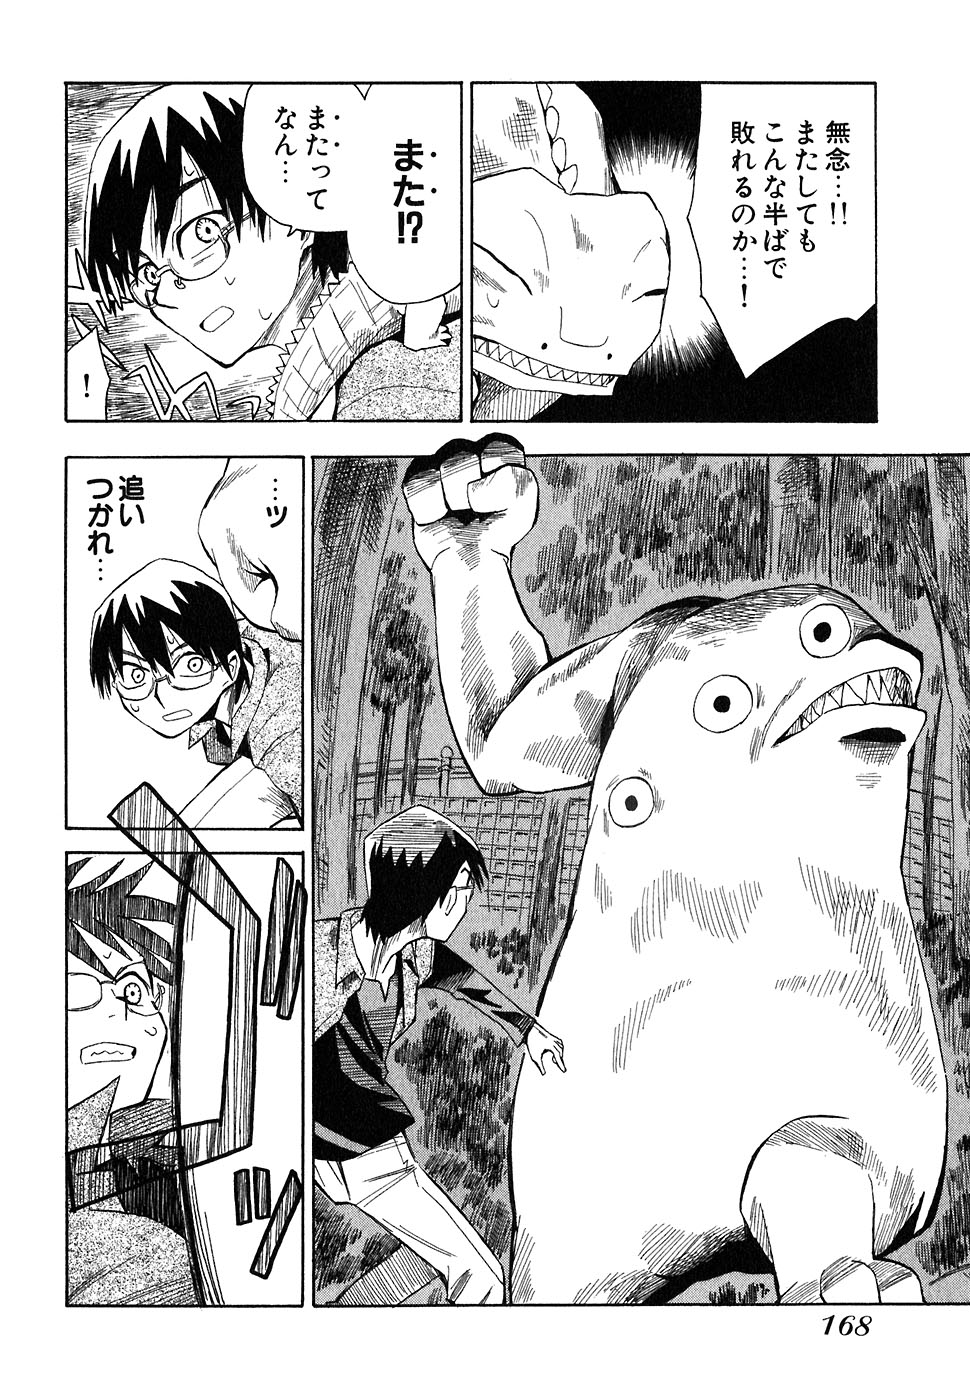 無念…!!
またしても
こんな半ばで
敗れるのか…!
また!?
またって
なん…
!
…ッ
追い
つかれ…
168